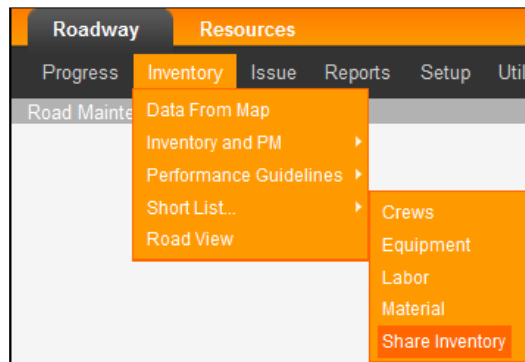 Roadway Resources
Progress Inventory Issue Reports Setup Util
Road Mainte
Data From Map
Inventory and PM
Performance Guidelines
Short List...
Road View
Crews
Equipment
Labor
Material
Share Inventory